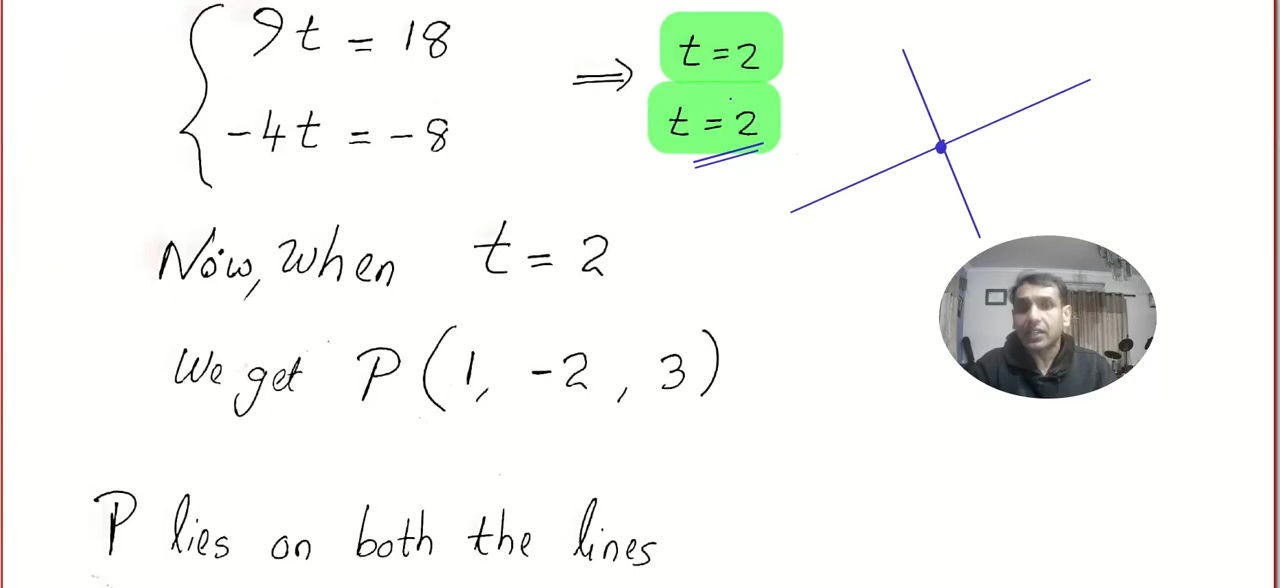 9t = 18 ⟹ t = 2
-4t = -8 t = 2
Now, when t = 2
We get P(1, -2, 3)
P lies on both the lines